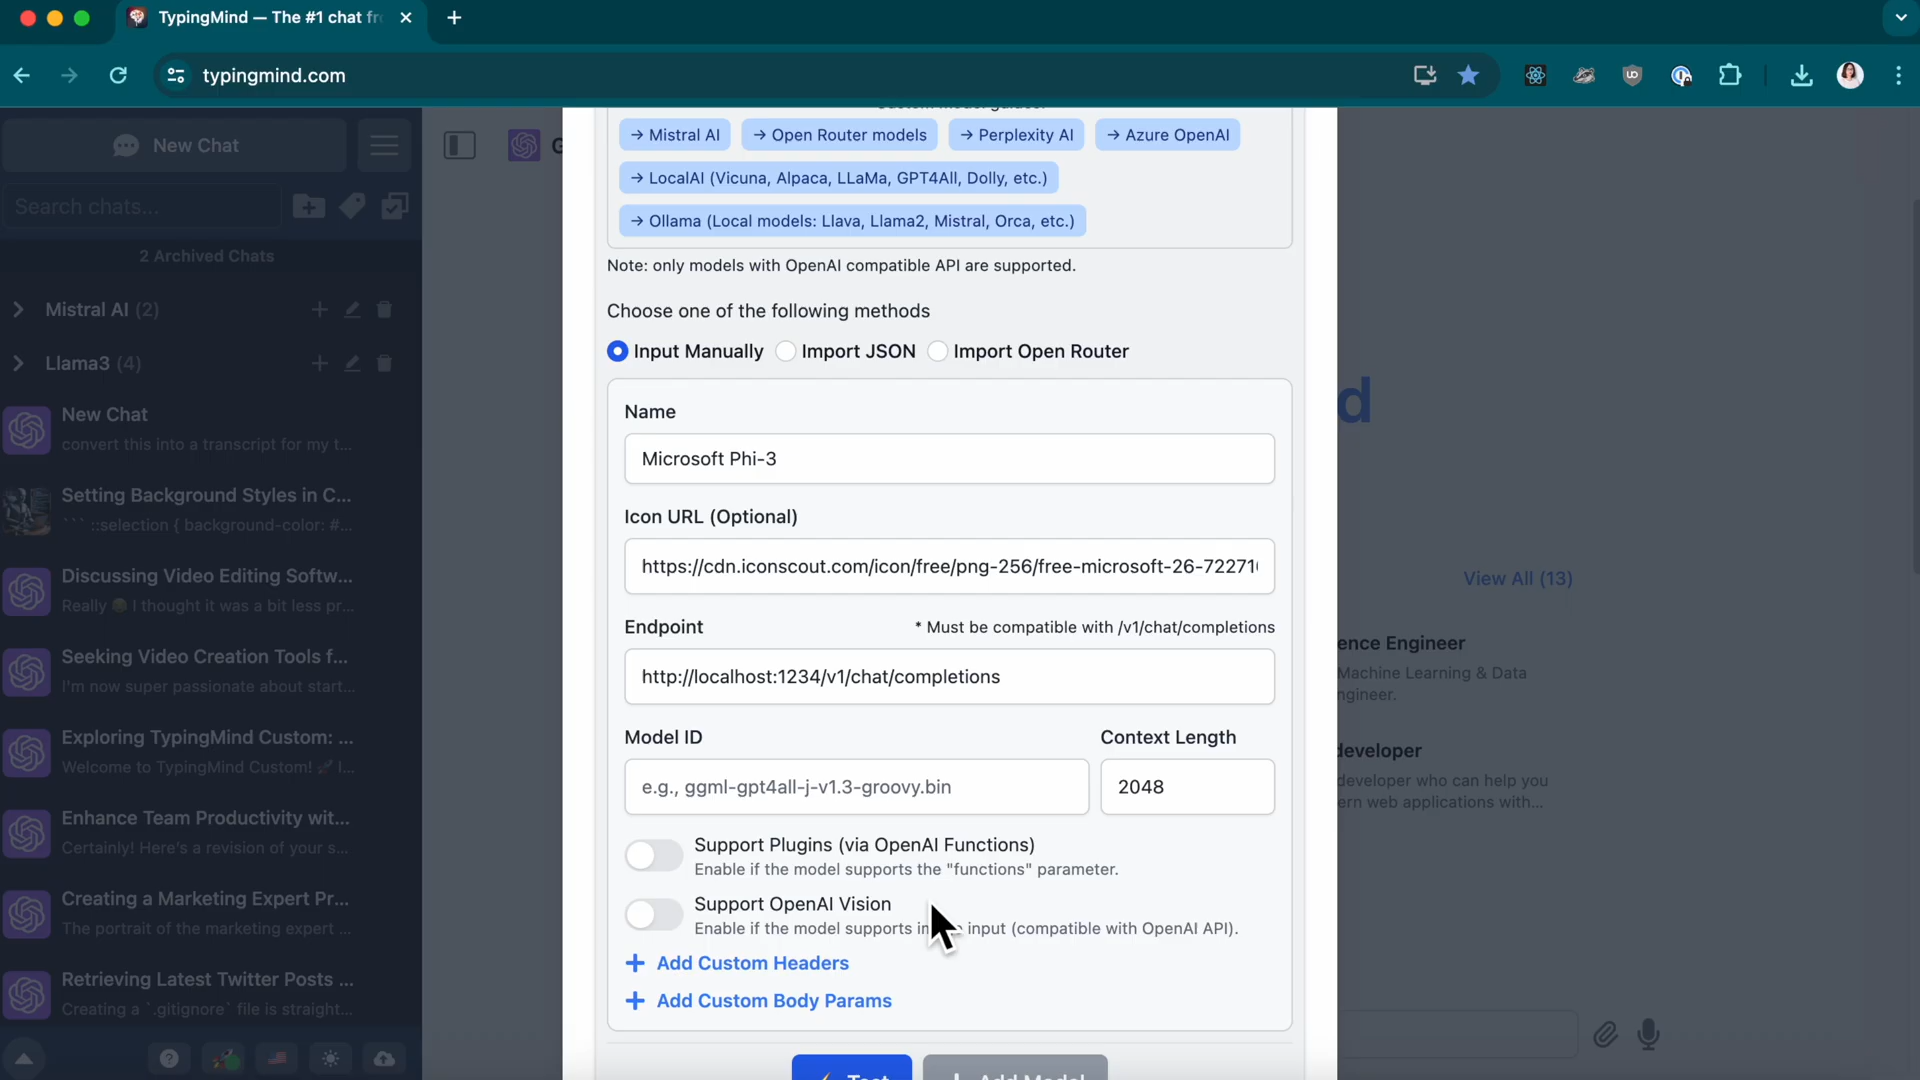 TypingMind — The #1 chat fr
typingmind.com
New Chat
Search chats...
2 Archived Chats
Mistral AI (2)
Llama3 (4)
New Chat
convert this into a transcript for my t...
Setting Background Styles in C...
``` ::selection { background-color: #...
Discussing Video Editing Softw...
Really 😂 I thought it was a bit less pr...
Seeking Video Creation Tools f...
I'm now super passionate about start...
Exploring TypingMind Custom: ...
Welcome to TypingMind Custom! 🚀 I...
Enhance Team Productivity wit...
Certainly! Here's a revision of your s...
Creating a Marketing Expert Pr...
The portrait of the marketing expert ...
Retrieving Latest Twitter Posts ...
Creating a `.gitignore` file is straight...
→ Mistral AI
→ Open Router models
→ Perplexity AI
→ Azure OpenAI
→ LocalAI (Vicuna, Alpaca, LLaMa, GPT4All, Dolly, etc.)
→ Ollama (Local models: Llava, Llama2, Mistral, Orca, etc.)
Note: only models with OpenAI compatible API are supported.
Choose one of the following methods
Input Manually
Import JSON
Import Open Router
Name
Microsoft Phi-3
Icon URL (Optional)
https://cdn.iconscout.com/icon/free/png-256/free-microsoft-26-72271
Endpoint
* Must be compatible with /v1/chat/completions
http://localhost:1234/v1/chat/completions
Model ID
Context Length
e.g., ggml-gpt4all-j-v1.3-groovy.bin
2048
Support Plugins (via OpenAI Functions)
Enable if the model supports the "functions" parameter.
Support OpenAI Vision
Enable if the model supports input (compatible with OpenAI API).
+ Add Custom Headers
+ Add Custom Body Params
Test
Add Model
d
View All (13)
ence Engineer
Machine Learning & Data
ngineer.
developer
developer who can help you
ern web applications with...